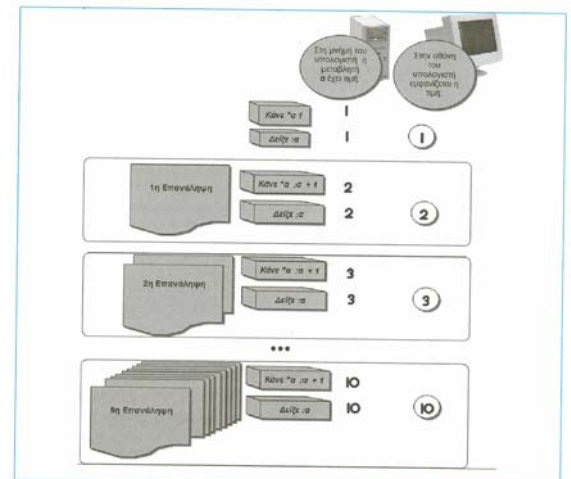 Στη μνήμη του
υπολογιστή η
μεταβλητή
α έχει τιμή
Στην οθόνη
του
υπολογιστή
εμφανίζεται η
τιμή:
Κάνε "α 1
1
Δείξε :α
1
1
1η Επανάληψη
Κάνε "α :α + 1
2
Δείξε :α
2
2
2η Επανάληψη
Κάνε "α :α + 1
3
Δείξε :α
3
3
•••
9η Επανάληψη
Κάνε "α :α + 1
10
Δείξε :α
10
10